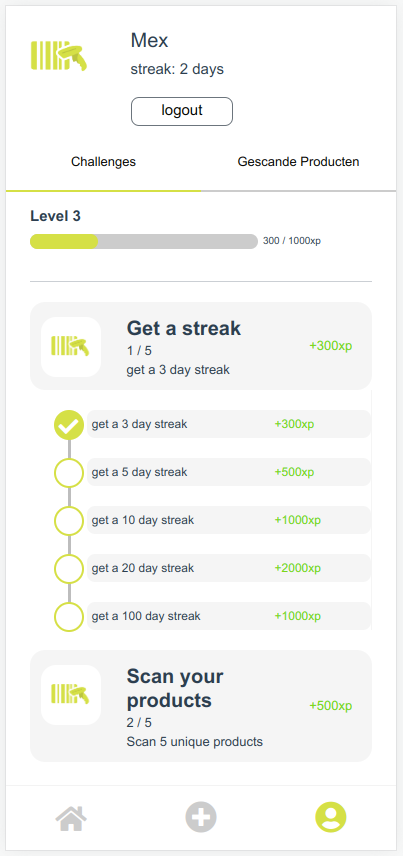 Mex
streak: 2 days
logout
Challenges
Gescande Producten
Level 3
300 / 1000xp
Get a streak
1 / 5
get a 3 day streak
+300xp
get a 3 day streak +300xp
get a 5 day streak +500xp
get a 10 day streak +1000xp
get a 20 day streak +2000xp
get a 100 day streak +1000xp
Scan your
products
2 / 5
Scan 5 unique products
+500xp